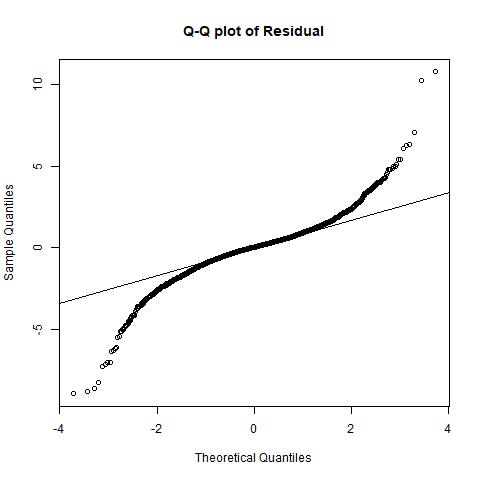 Q-Q plot of Residual
Sample Quantiles
10
5
0
-5
-4 -2 0 2 4
Theoretical Quantiles